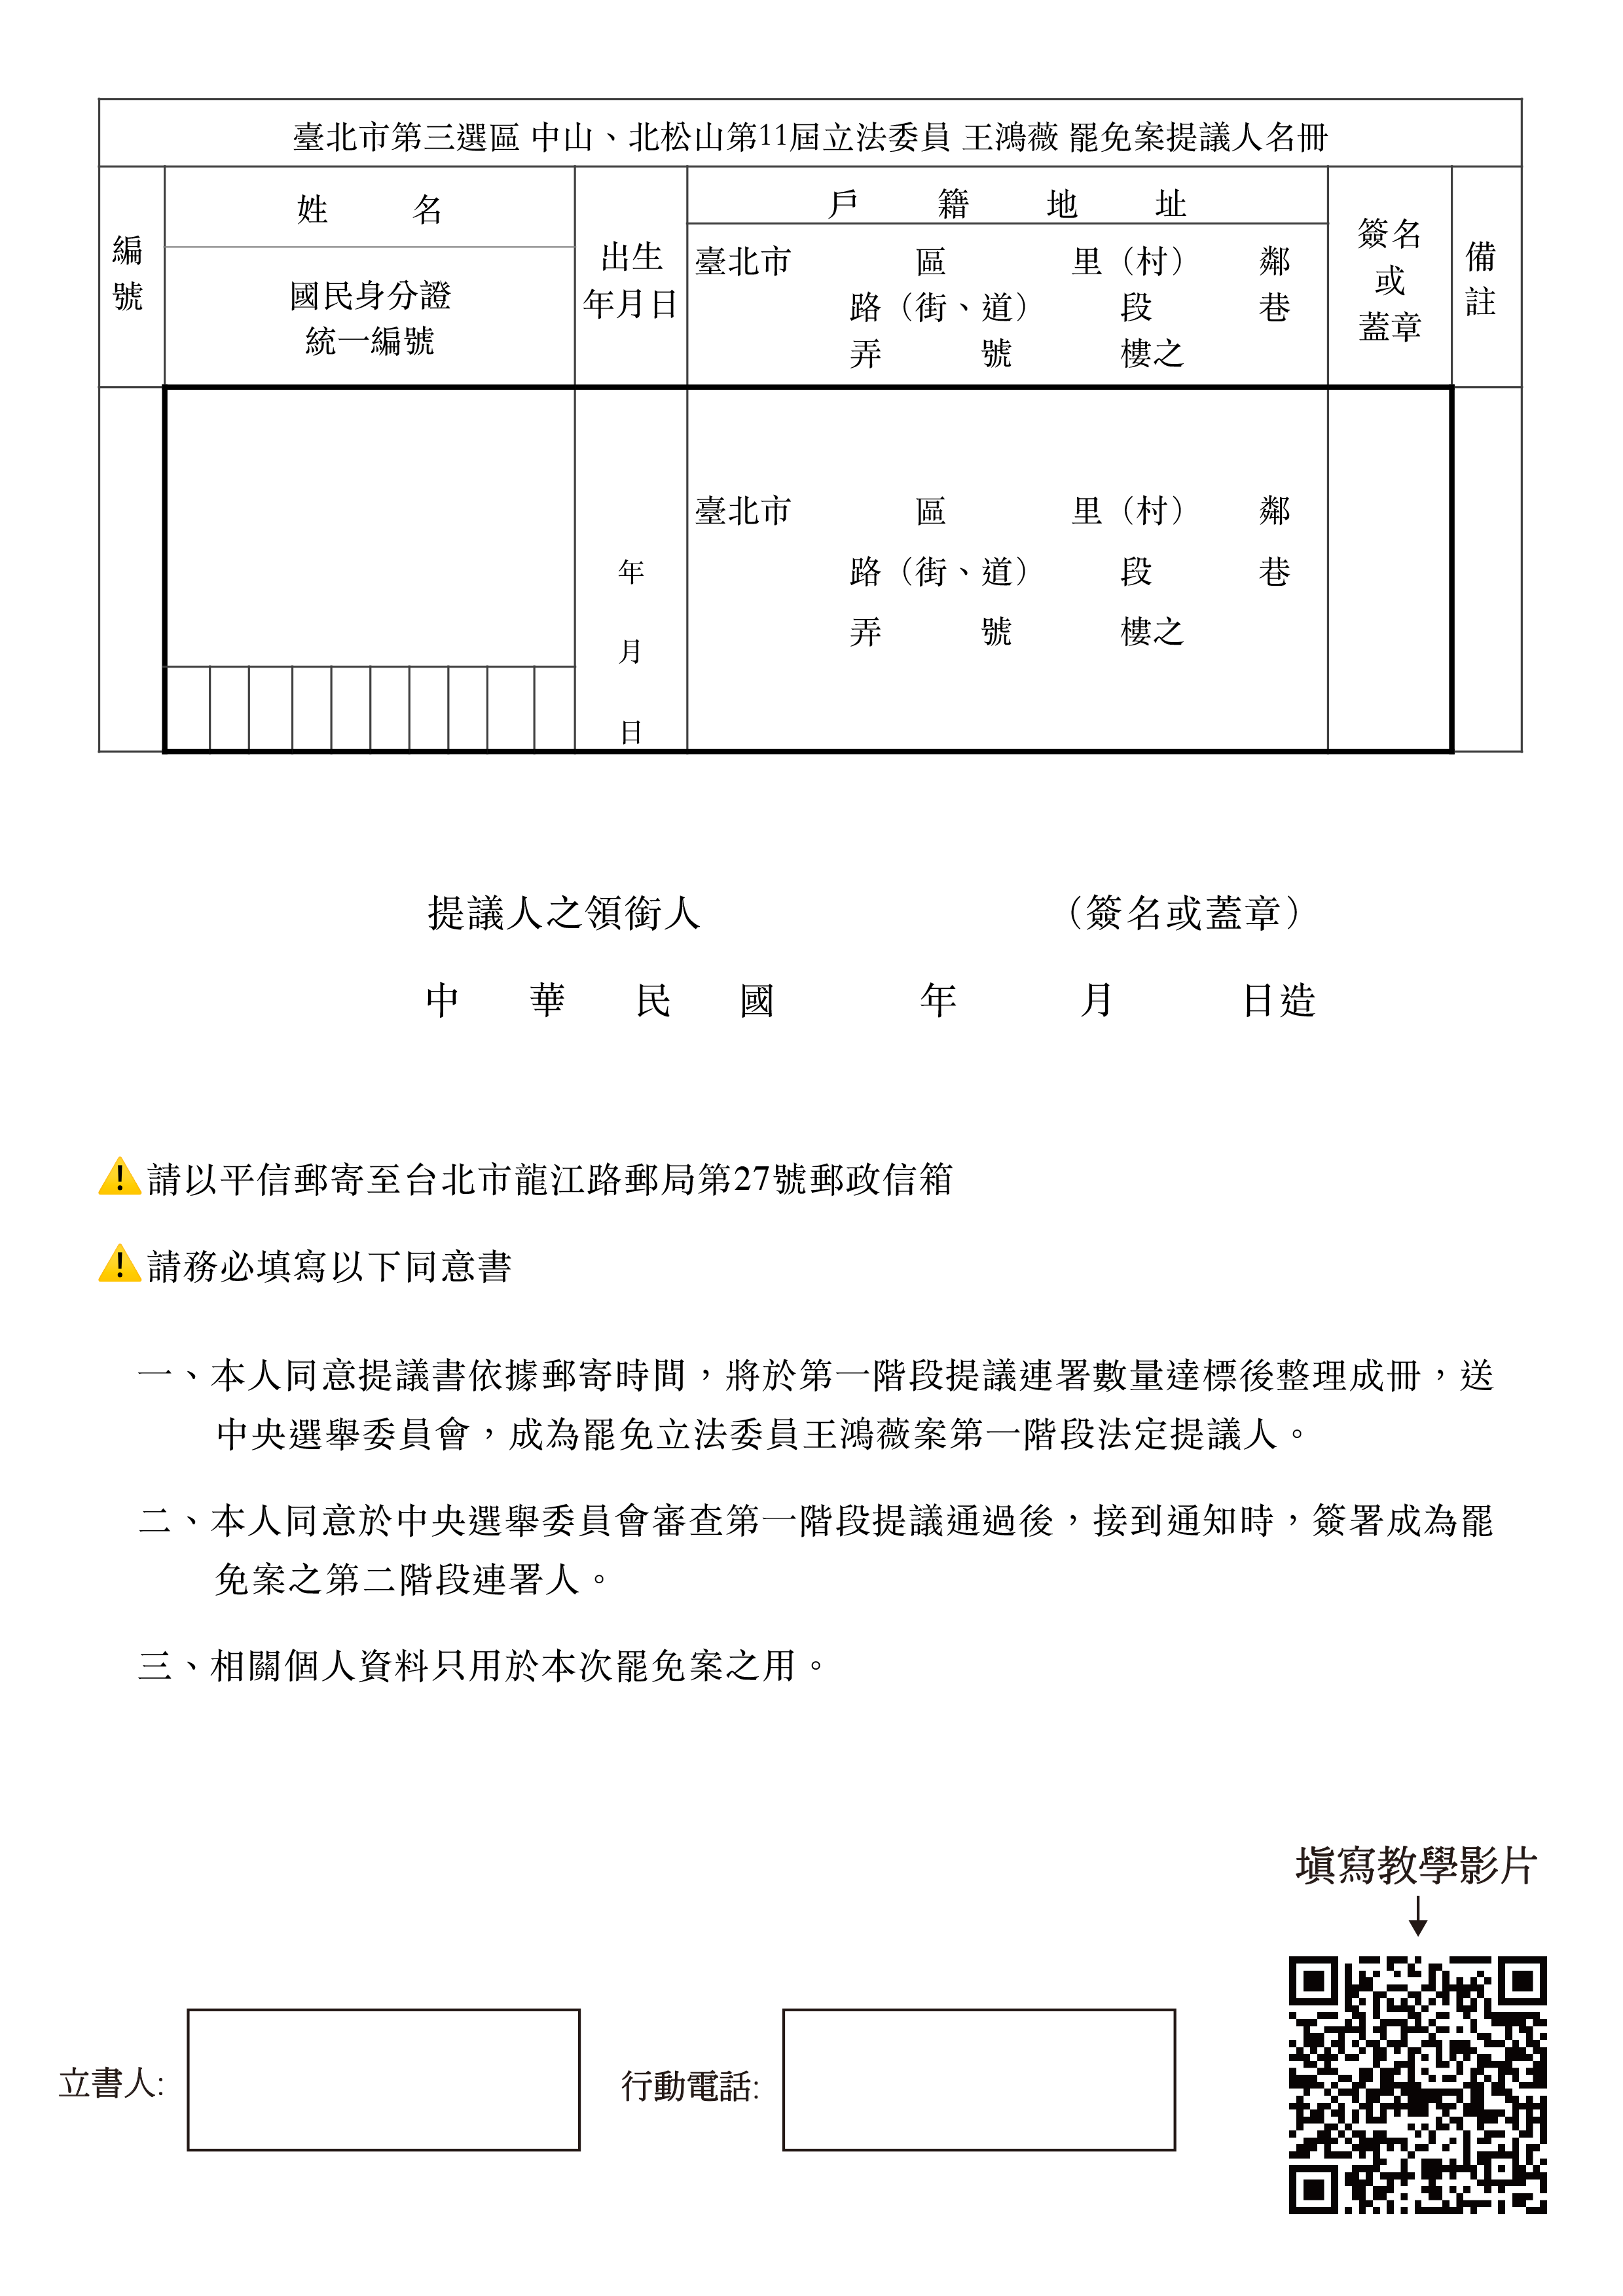 臺北市第三選區 中山、北松山第11屆立法委員 王鴻薇 罷免案提議人名冊
編號
姓 名
國民身分證
統一編號
出生
年月日
戶 籍 地 址
臺北市 區 里（村） 鄰
路（街、道） 段 巷
弄 號 樓之
簽名
或
蓋章
備註
年
月
日
臺北市 區 里（村） 鄰
路（街、道） 段 巷
弄 號 樓之
提議人之領銜人 （簽名或蓋章）
中 華 民 國 年 月 日造
請以平信郵寄至台北市龍江路郵局第27號郵政信箱
請務必填寫以下同意書
一、本人同意提議書依據郵寄時間，將於第一階段提議連署數量達標後整理成冊，送
中央選舉委員會，成為罷免立法委員王鴻薇案第一階段法定提議人。
二、本人同意於中央選舉委員會審查第一階段提議通過後，接到通知時，簽署成為罷
免案之第二階段連署人。
三、相關個人資料只用於本次罷免案之用。
填寫教學影片
立書人:
行動電話: